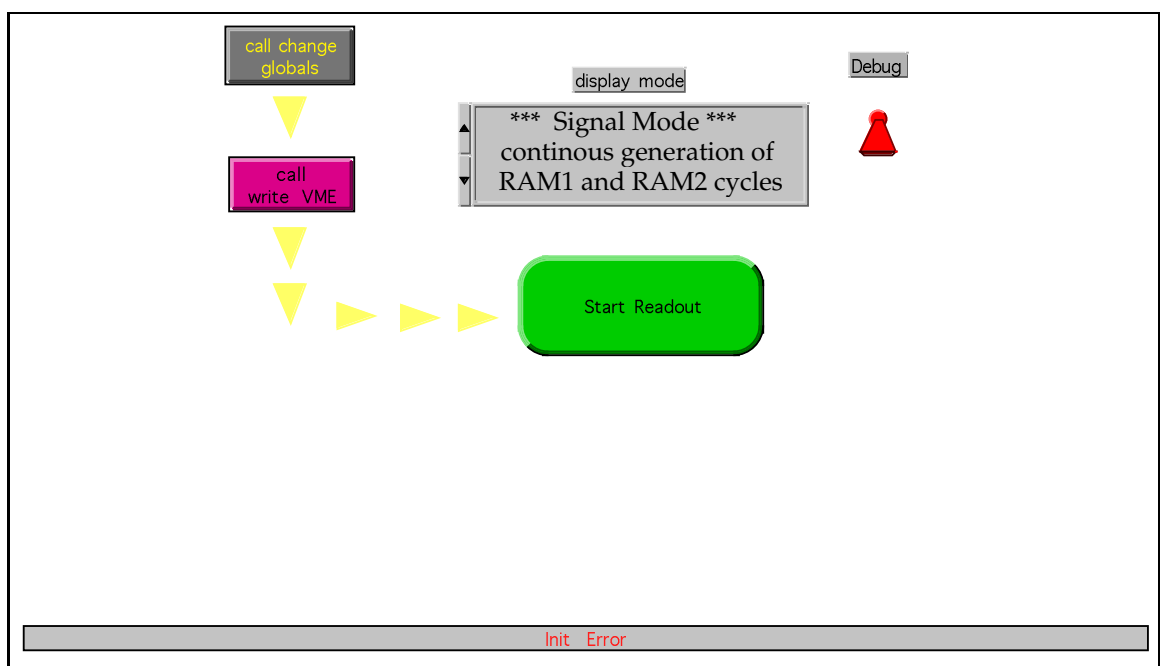 call change
globals
display mode
Debug
*** Signal Mode ***
continous generation of
RAM1 and RAM2 cycles
call
write VME
Start Readout
Init Error